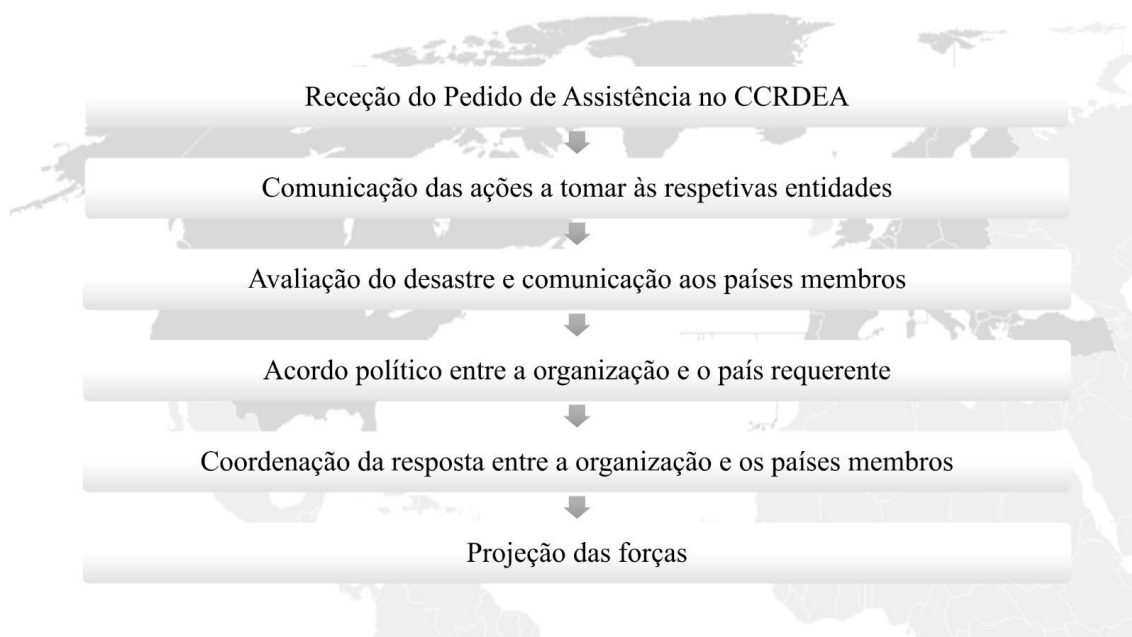 Receção do Pedido de Assistência no CCRDEA
Comunicação das ações a tomar às respetivas entidades
Avaliação do desastre e comunicação aos países membros
Acordo político entre a organização e o país requerente
Coordenação da resposta entre a organização e os países membros
Projeção das forças